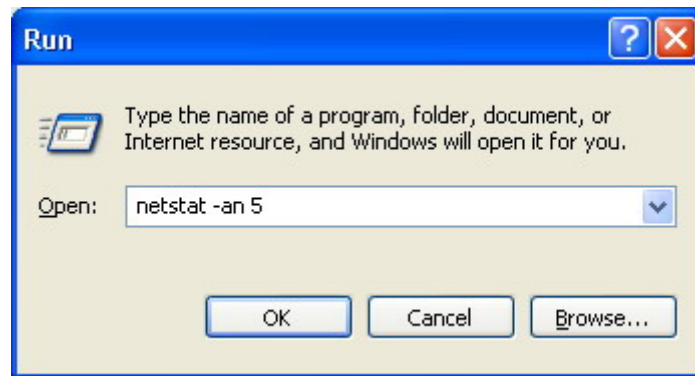 Run
Type the name of a program, folder, document, or
Internet resource, and Windows will open it for you.
Open: netstat -an 5
OK Cancel Browse...